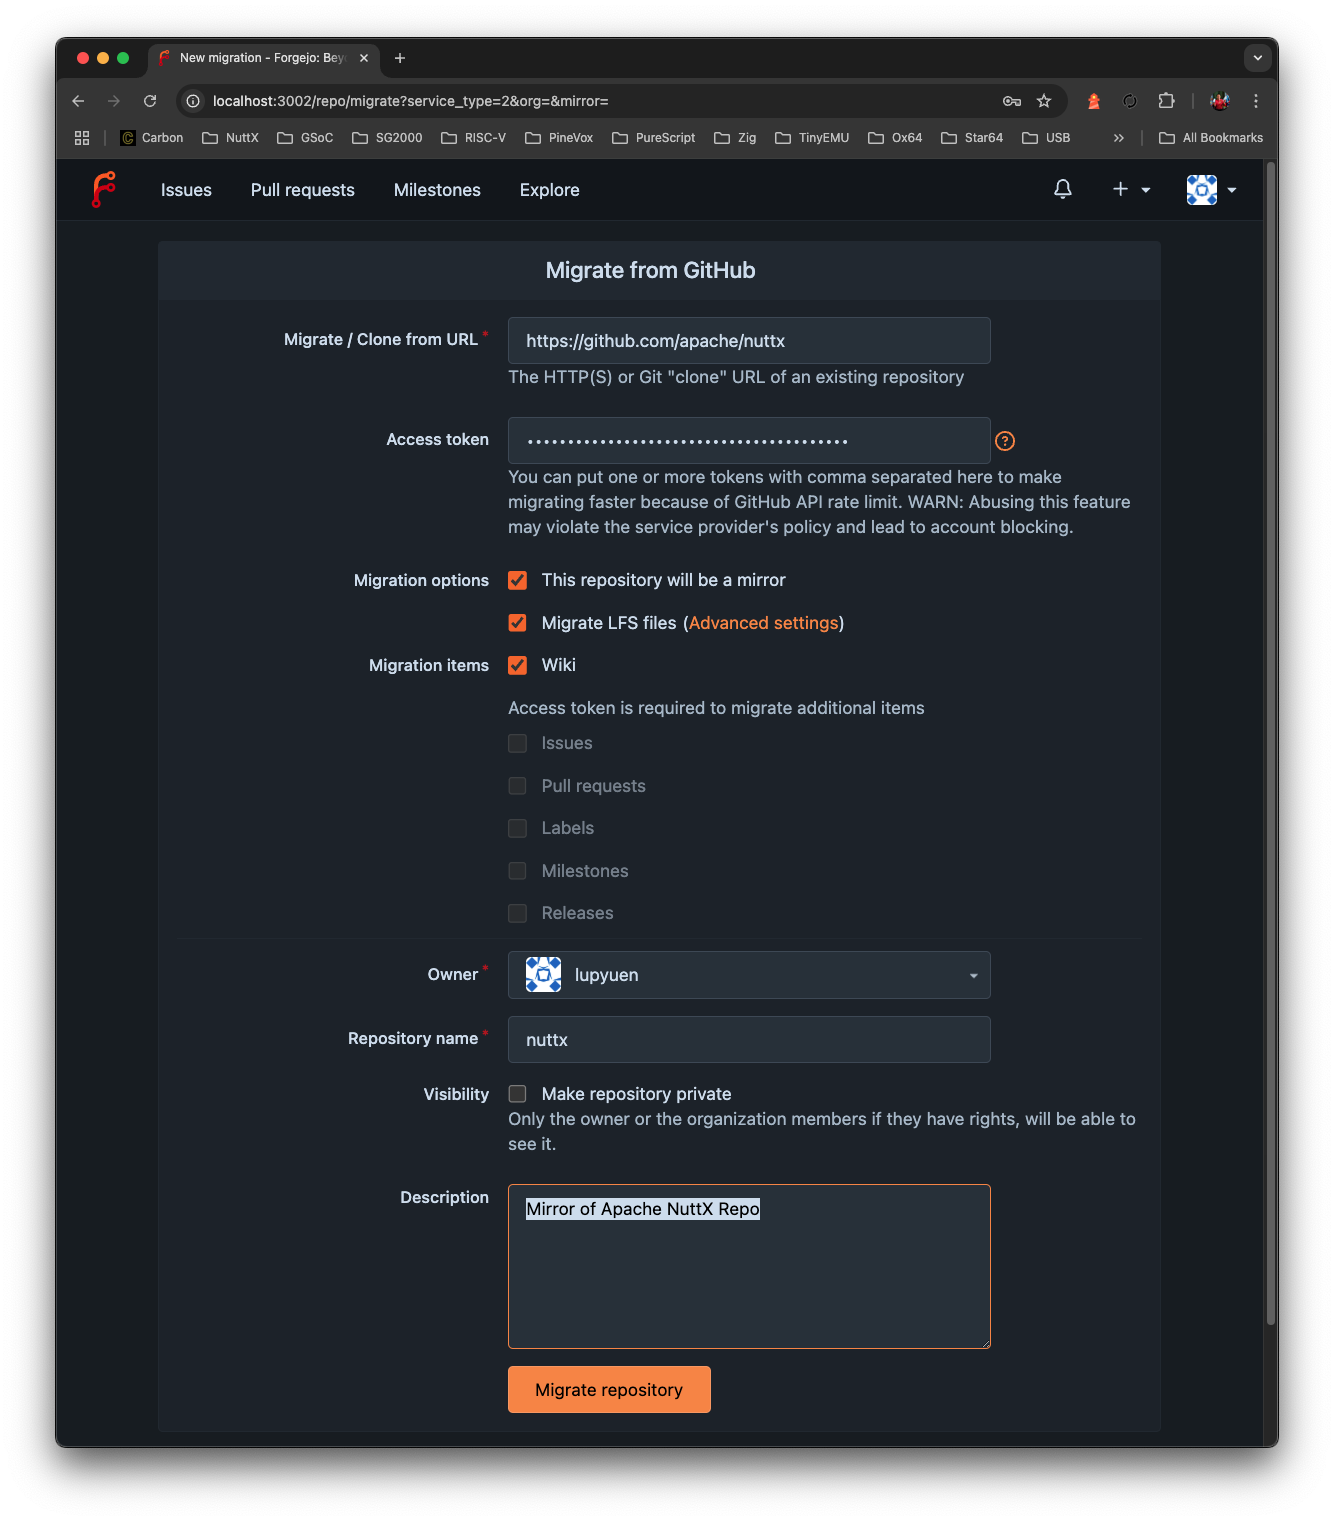 New migration - Forgejo: Bey
localhost:3002/repo/migrate?service_type=2&org=&mirror=
Carbon NuttX GSoC SG2000 RISC-V PineVox PureScript Zig TinyEMU Ox64 Star64 USB » All Bookmarks
Issues Pull requests Milestones Explore
Migrate from GitHub
Migrate / Clone from URL * https://github.com/apache/nuttx
The HTTP(S) or Git "clone" URL of an existing repository
Access token ••••••••••••••••••••••••••••••••••••••••
You can put one or more tokens with comma separated here to make
migrating faster because of GitHub API rate limit. WARN: Abusing this feature
may violate the service provider's policy and lead to account blocking.
Migration options This repository will be a mirror
Migrate LFS files (Advanced settings)
Migration items Wiki
Access token is required to migrate additional items
Issues
Pull requests
Labels
Milestones
Releases
Owner * lupyuen
Repository name * nuttx
Visibility Make repository private
Only the owner or the organization members if they have rights, will be able to
see it.
Description Mirror of Apache NuttX Repo
Migrate repository